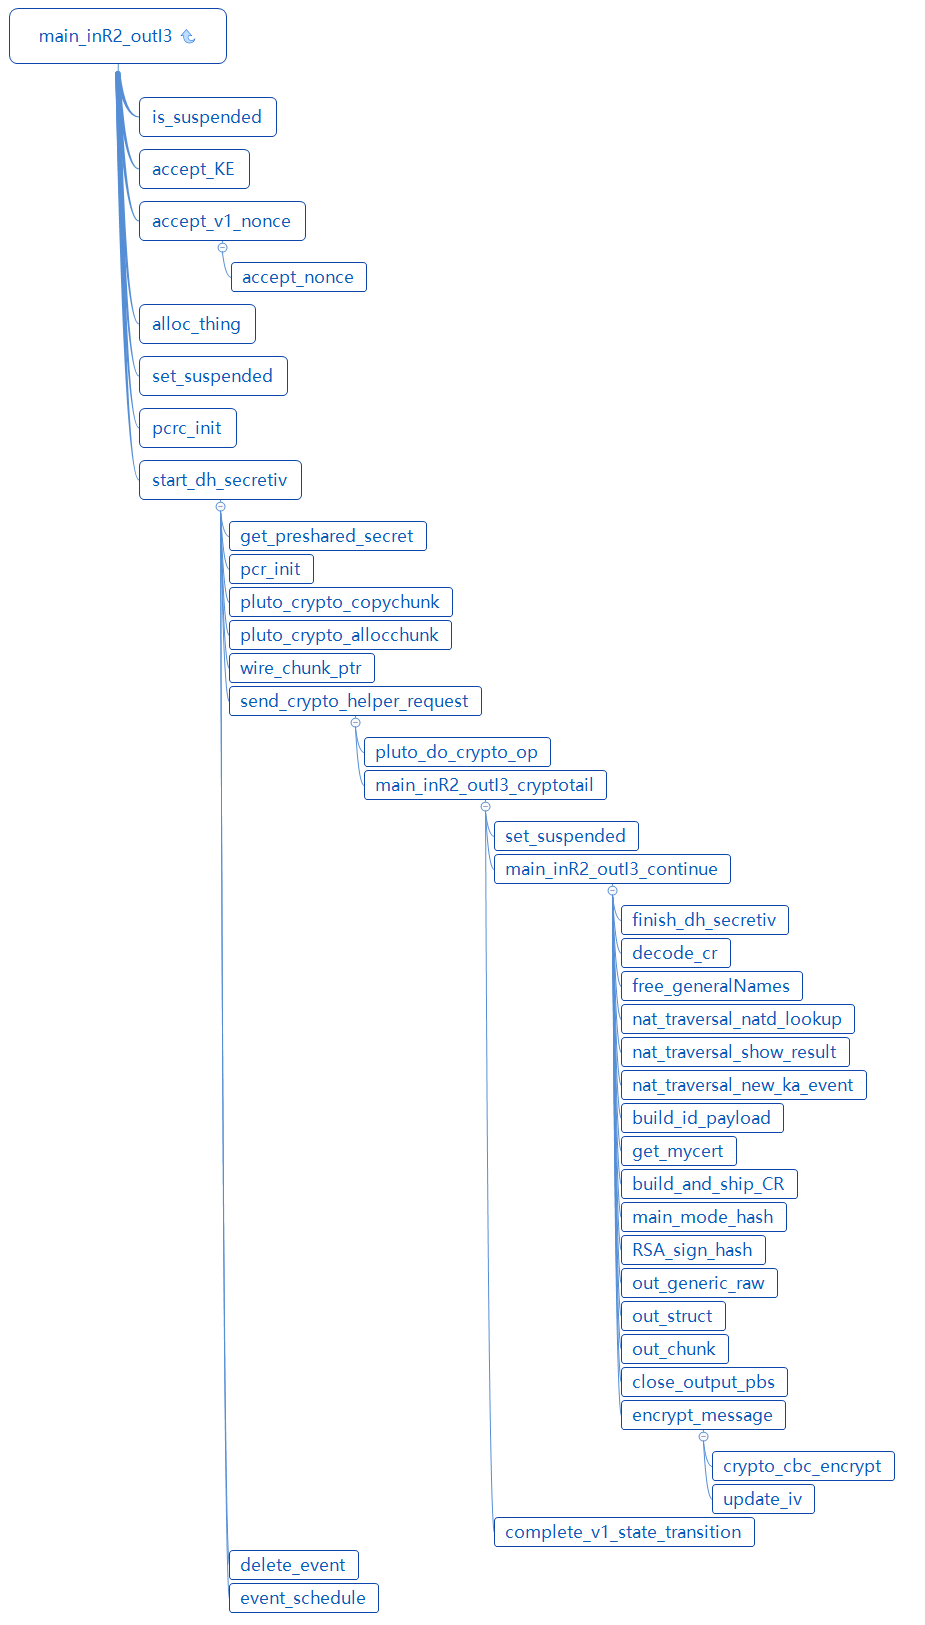 main_inR2_outI3
is_suspended
accept_KE
accept_v1_nonce
accept_nonce
alloc_thing
set_suspended
pcrc_init
start_dh_secretiv
get_preshared_secret
pcr_init
pluto_crypto_copychunk
pluto_crypto_allocchunk
wire_chunk_ptr
send_crypto_helper_request
pluto_do_crypto_op
main_inR2_outI3_cryptotail
set_suspended
main_inR2_outI3_continue
finish_dh_secretiv
decode_cr
free_generalNames
nat_traversal_natd_lookup
nat_traversal_show_result
nat_traversal_new_ka_event
build_id_payload
get_mycert
build_and_ship_CR
main_mode_hash
RSA_sign_hash
out_generic_raw
out_struct
out_chunk
close_output_pbs
encrypt_message
crypto_cbc_encrypt
update_iv
complete_v1_state_transition
delete_event
event_schedule